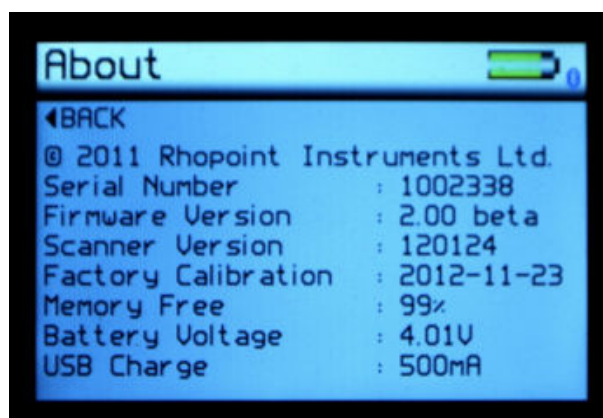 About
0
◀BACK
© 2011 Rhopoint Instruments Ltd.
Serial Number : 1002338
Firmware Version : 2.00 beta
Scanner Version : 120124
Factory Calibration : 2012-11-23
Memory Free : 99%
Battery Voltage : 4.01V
USB Charge : 500mA